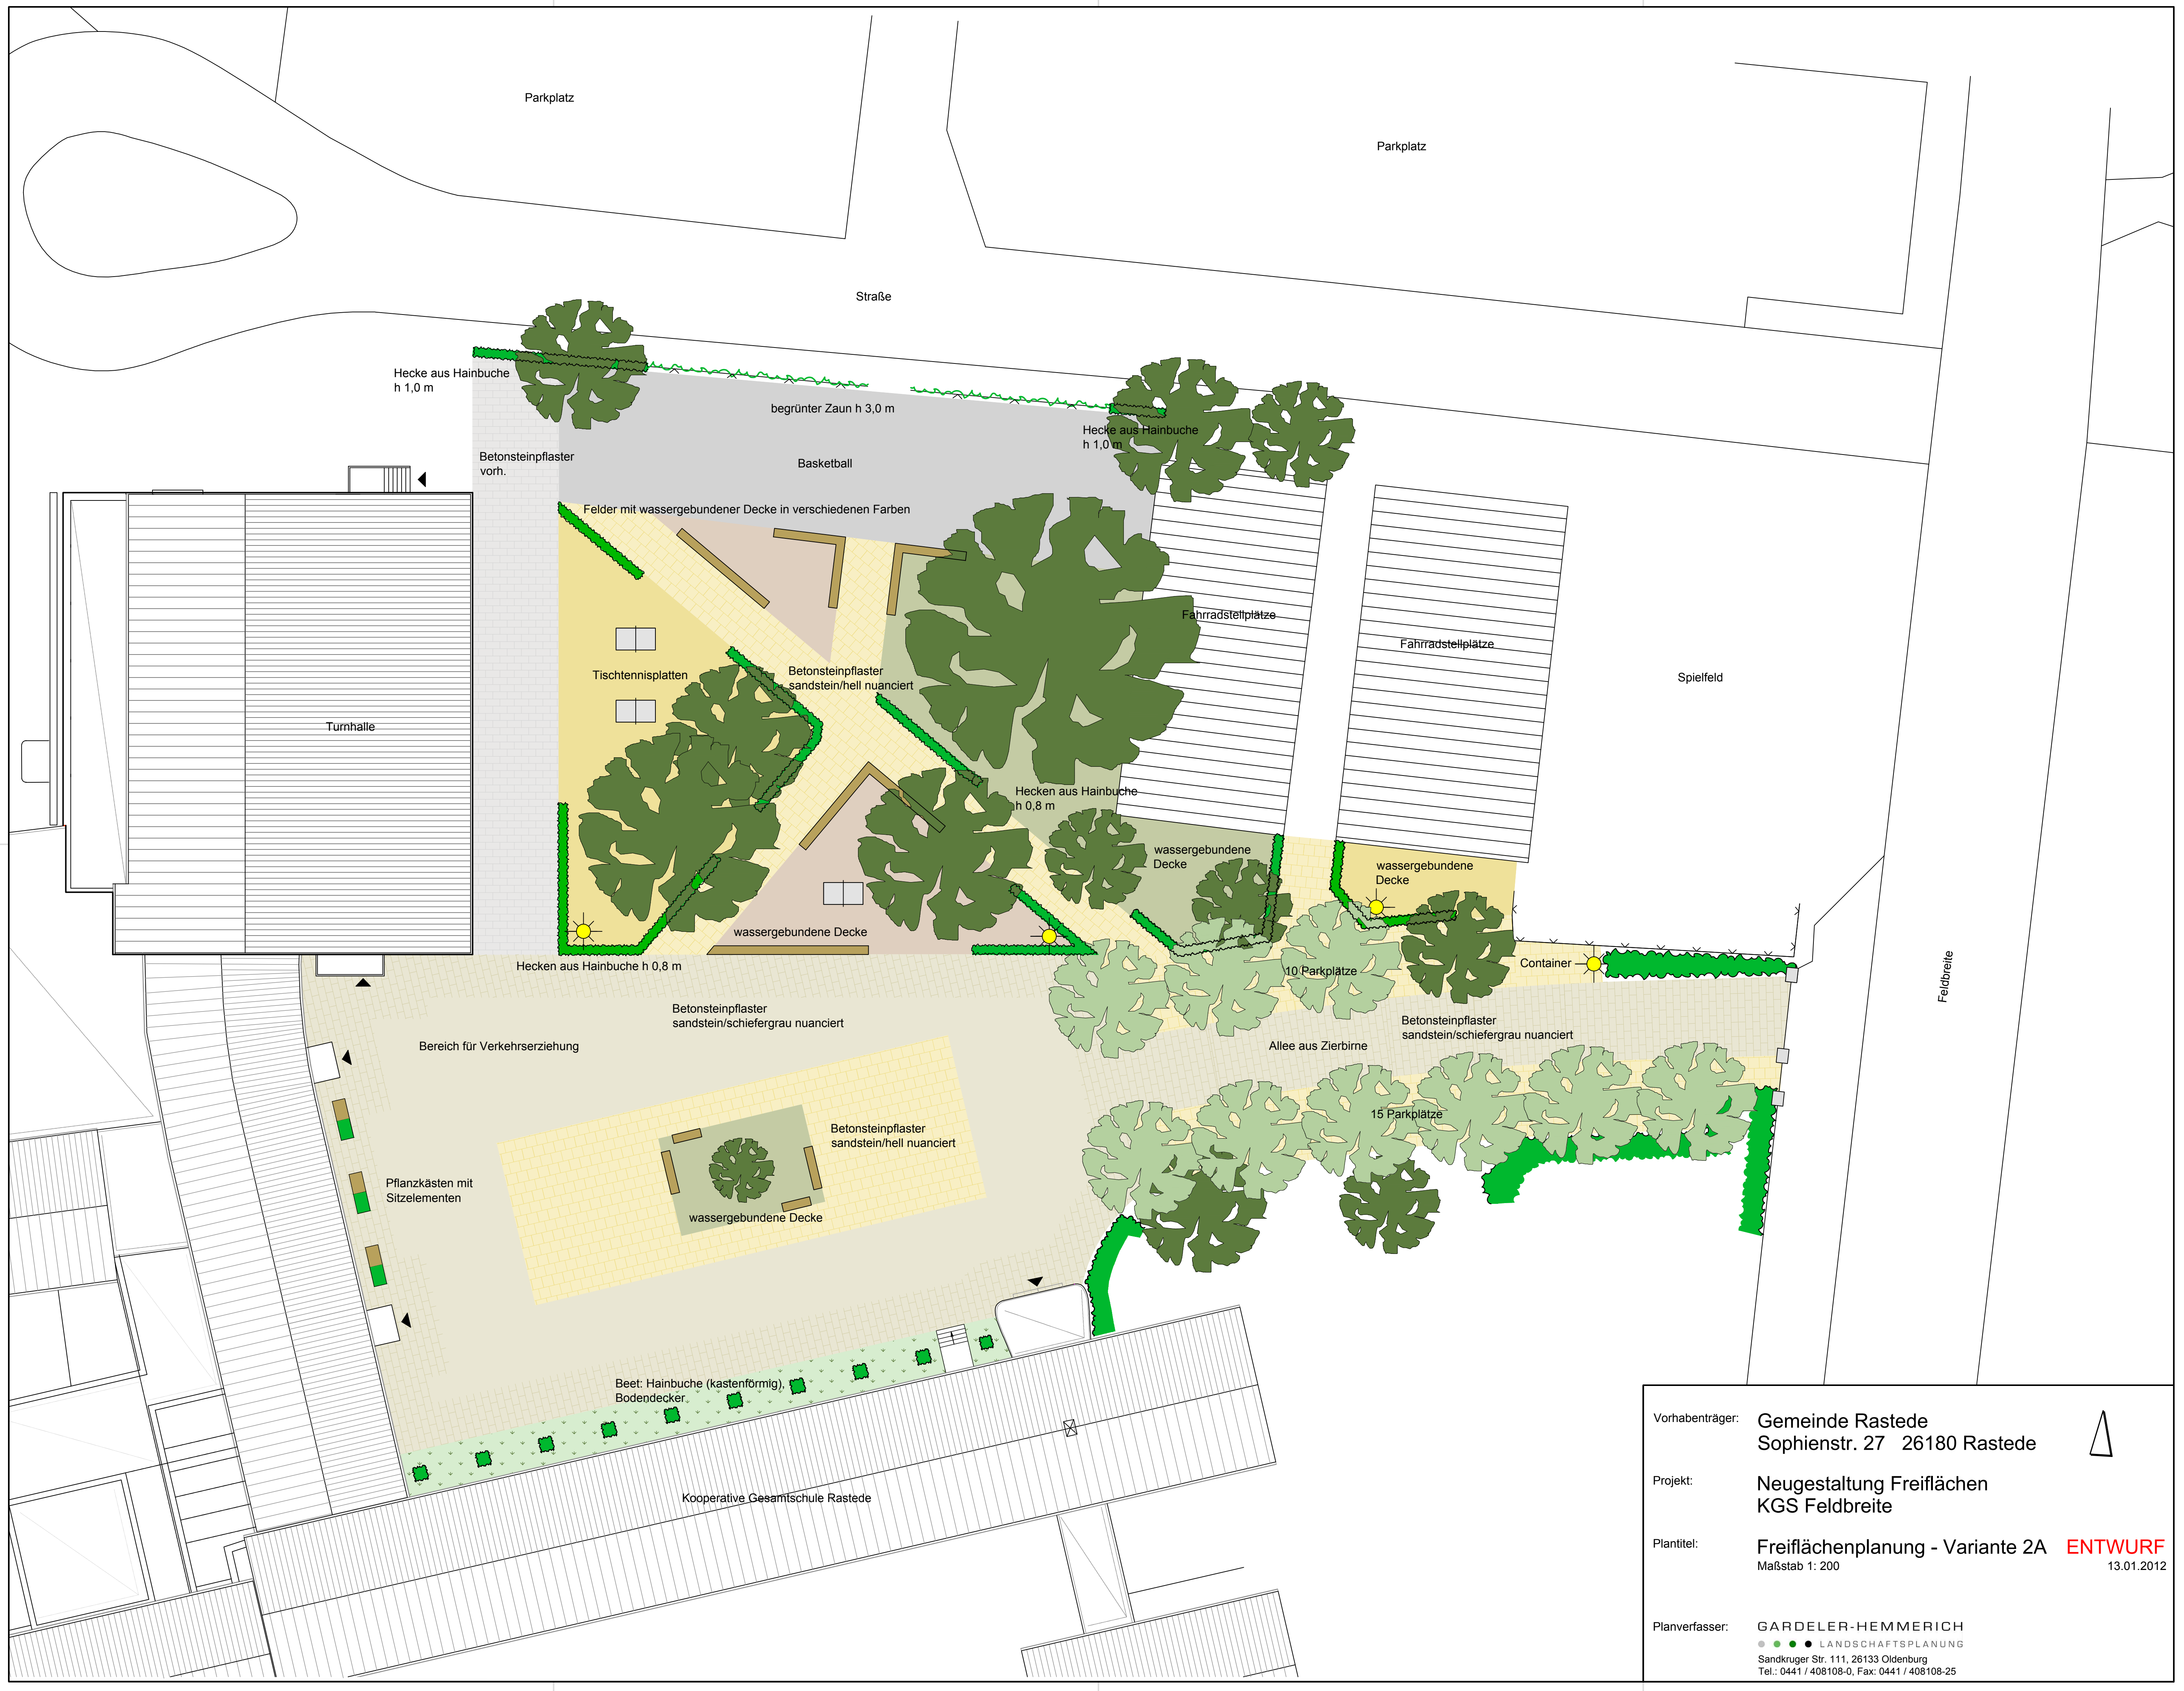 Parkplatz
Parkplatz
Straße
Hecke aus Hainbuche
h 1,0 m
begrünter Zaun h 3,0 m
Hecke aus Hainbuche
h 1,0 m
Betonsteinpflaster
vorh.
Basketball
Felder mit wassergebundener Decke in verschiedenen Farben
Fahrradstellplätze
Fahrradstellplätze
Tischtennisplatten
Betonsteinpflaster
sandstein/hell nuanciert
Spielfeld
Turnhalle
Hecken aus Hainbuche
h 0,8 m
wassergebundene
Decke
wassergebundene
Decke
wassergebundene Decke
Hecken aus Hainbuche h 0,8 m
10 Parkplätze
Container
Feldbreite
Betonsteinpflaster
sandstein/schiefergrau nuanciert
Betonsteinpflaster
sandstein/schiefergrau nuanciert
Bereich für Verkehrserziehung
Allee aus Zierbirne
15 Parkplätze
Betonsteinpflaster
sandstein/hell nuanciert
Pflanzkästen mit
Sitzelementen
wassergebundene Decke
Beet: Hainbuche (kastenförmig),
Bodendecker
Kooperative Gesamtschule Rastede
Vorhabenträger: Gemeinde Rastede
Sophienstr. 27 26180 Rastede
Projekt: Neugestaltung Freiflächen
KGS Feldbreite
Plantitel: Freiflächenplanung - Variante 2A ENTWURF
Maßstab 1: 200 13.01.2012
Planverfasser: GARDELER-HEMMERICH
LANDSCHAFTSPLANUNG
Sandkruger Str. 111, 26133 Oldenburg
Tel.: 0441 / 408108-0, Fax: 0441 / 408108-25